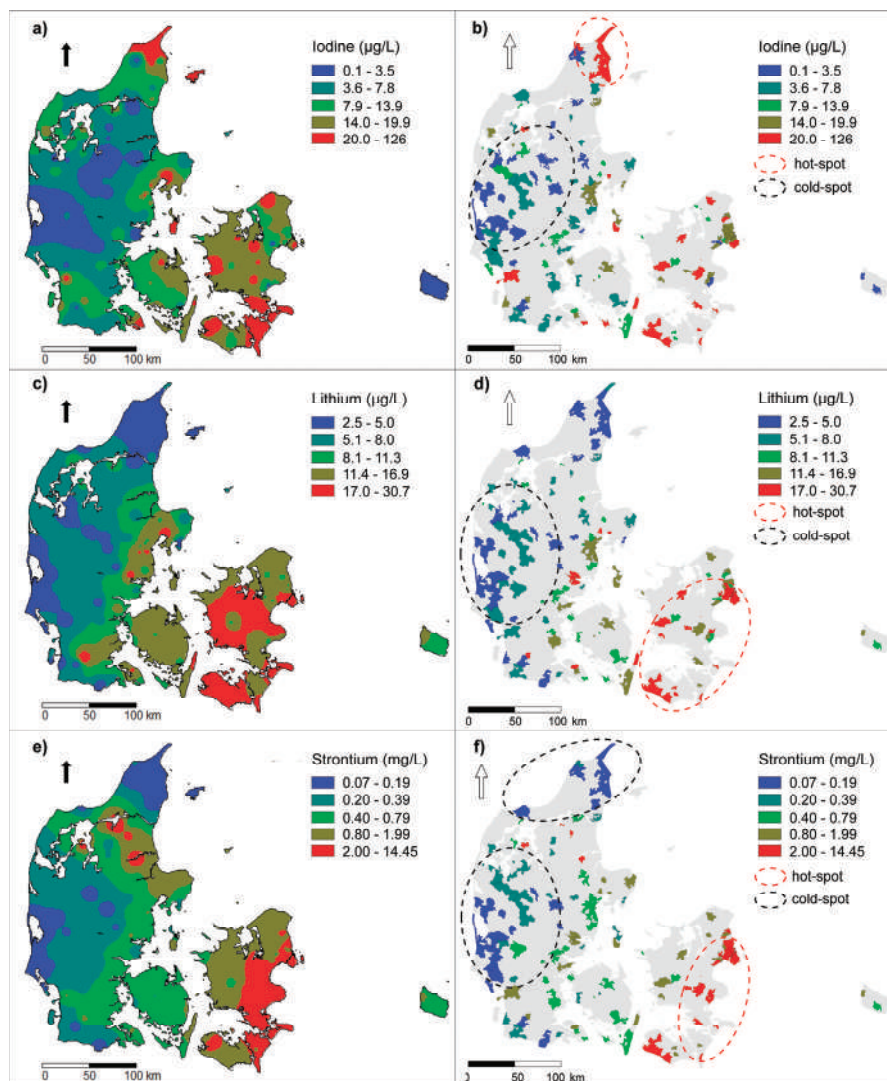 a)
Iodine (µg/L)
0.1 - 3.5
3.6 - 7.8
7.9 - 13.9
14.0 - 19.9
20.0 - 126
0 50 100 km
b)
Iodine (µg/L)
0.1 - 3.5
3.6 - 7.8
7.9 - 13.9
14.0 - 19.9
20.0 - 126
hot-spot
cold-spot
0 50 100 km
c)
Lithium (µg/L)
2.5 - 5.0
5.1 - 8.0
8.1 - 11.3
11.4 - 16.9
17.0 - 30.7
0 50 100 km
d)
Lithium (µg/L)
2.5 - 5.0
5.1 - 8.0
8.1 - 11.3
11.4 - 16.9
17.0 - 30.7
hot-spot
cold-spot
0 50 100 km
e)
Strontium (mg/L)
0.07 - 0.19
0.20 - 0.39
0.40 - 0.79
0.80 - 1.99
2.00 - 14.45
0 50 100 km
f)
Strontium (mg/L)
0.07 - 0.19
0.20 - 0.39
0.40 - 0.79
0.80 - 1.99
2.00 - 14.45
hot-spot
cold-spot
0 50 100 km